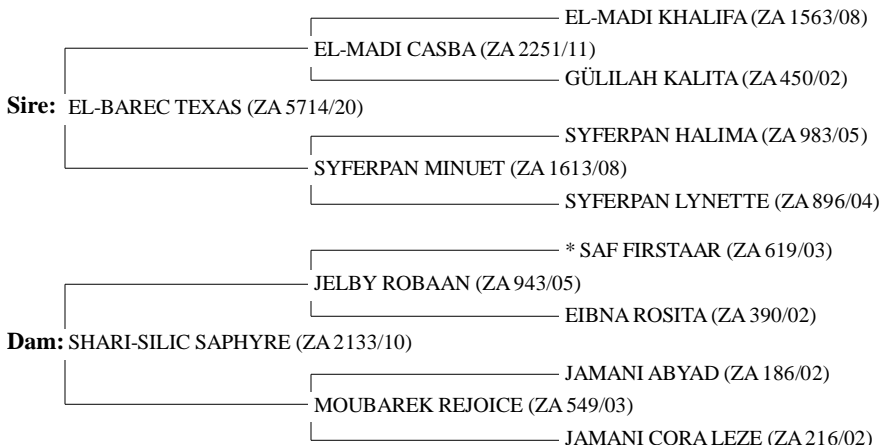 EL-MADI KHALIFA (ZA 1563/08)
EL-MADI CASBA (ZA 2251/11)
GÜLILAH KALITA (ZA 450/02)
Sire: EL-BAREC TEXAS (ZA 5714/20)
SYFERPAN HALIMA (ZA 983/05)
SYFERPAN MINUET (ZA 1613/08)
SYFERPAN LYNETTE (ZA 896/04)
* SAF FIRSTAAR (ZA 619/03)
JELBY ROBAAN (ZA 943/05)
EIBNA ROSITA (ZA 390/02)
Dam: SHARI-SILIC SAPHYRE (ZA 2133/10)
JAMANI ABYAD (ZA 186/02)
MOUBAREK REJOICE (ZA 549/03)
JAMANI CORA LEZE (ZA 216/02)